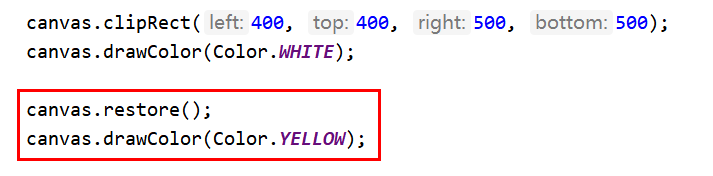 canvas.clipRect( left: 400, top: 400, right: 500, bottom: 500);
canvas.drawColor(Color.WHITE);
canvas.restore();
canvas.drawColor(Color.YELLOW);